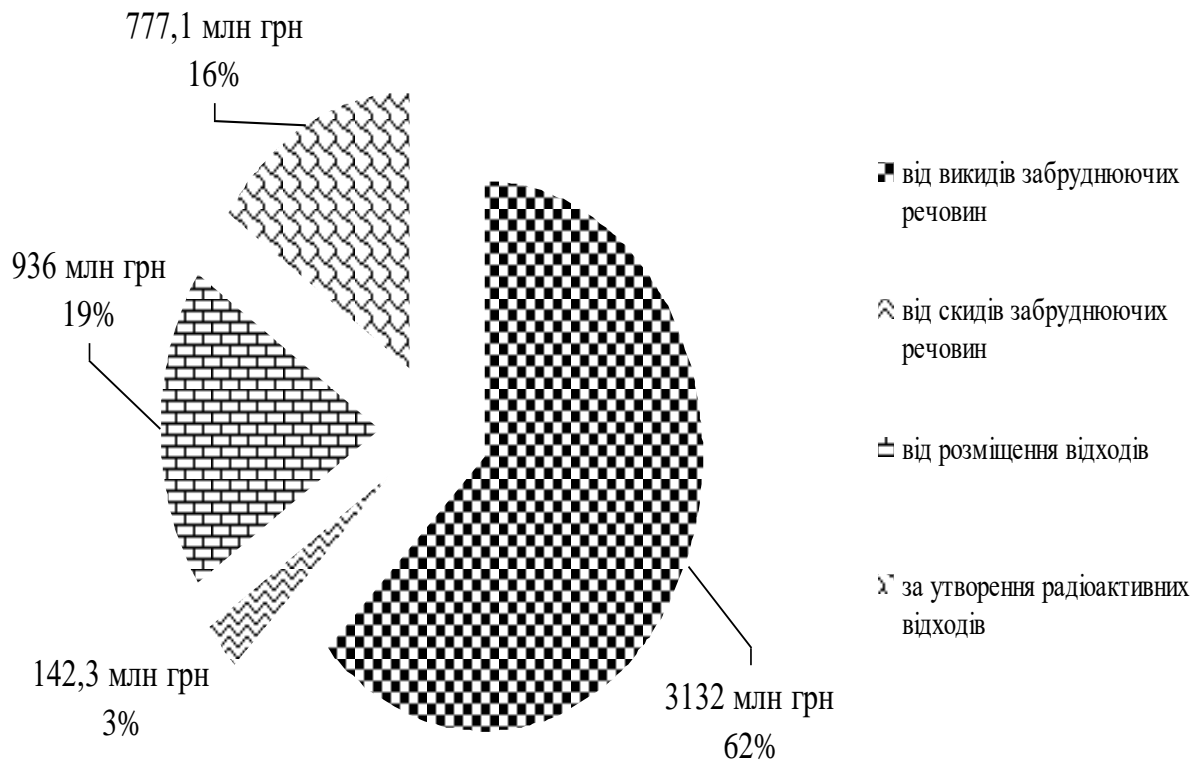 777,1 млн грн
16%
936 млн грн
19%
142,3 млн грн
3%
3132 млн грн
62%
від викидів забруднюючих
речовин
від скидів забруднюючих
речовин
від розміщення відходів
за утворення радіоактивних
відходів